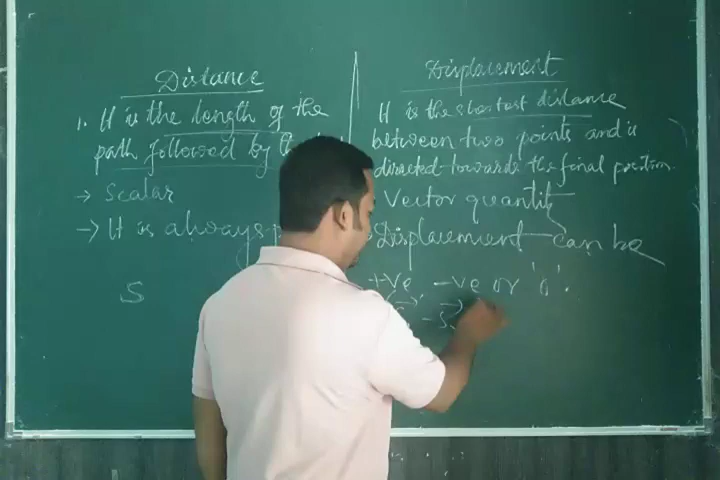 Distance
1. It is the length of the
path followed by
→ Scalar
→ It is always
S
Displacement
It is the shortest distance
between two points and is
directed towards the final position.
Vector quantity
Displacement can be
+ve -ve or '0'.